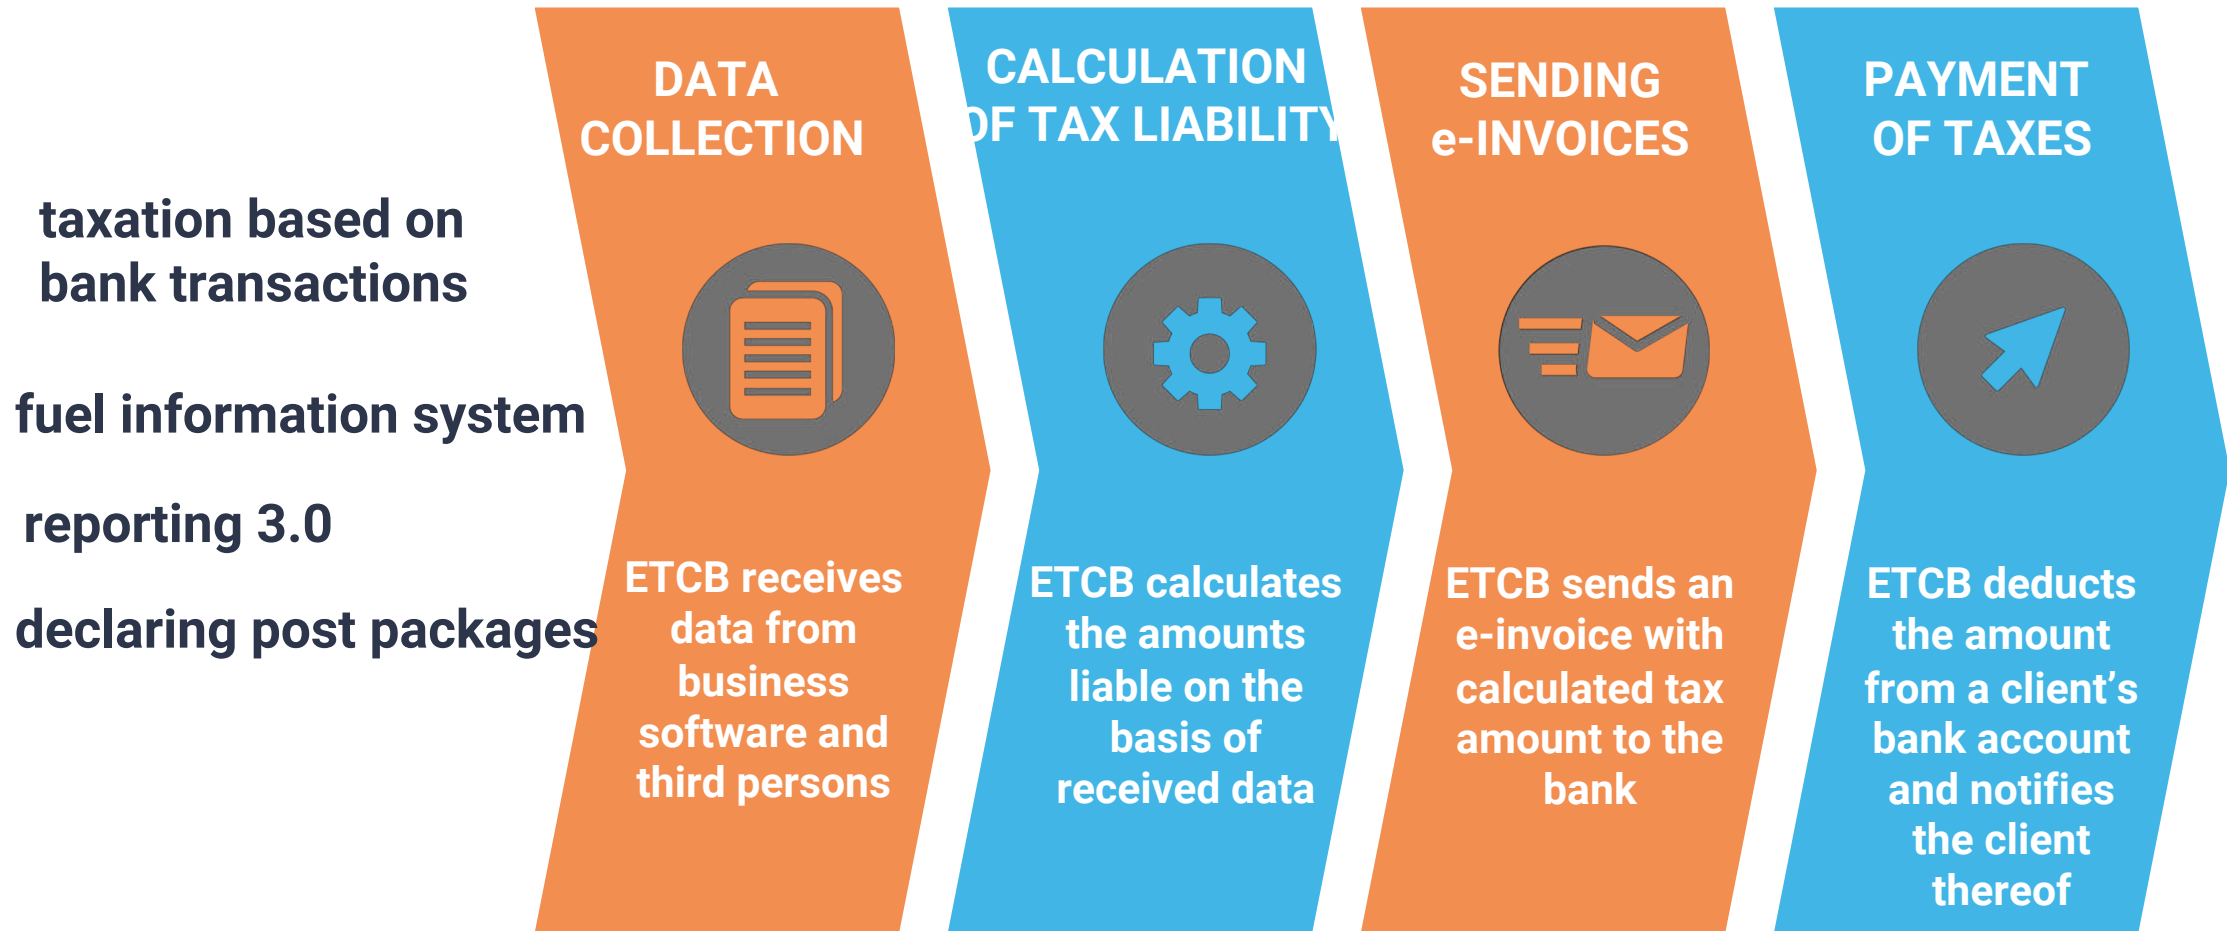 taxation based on
bank transactions
fuel information system
reporting 3.0
declaring post packages
DATA
COLLECTION
ETCB receives
data from
business
software and
third persons
CALCULATION
OF TAX LIABILITY
ETCB calculates
the amounts
liable on the
basis of
received data
SENDING
e-INVOICES
ETCB sends an
e-invoice with
calculated tax
amount to the
bank
PAYMENT
OF TAXES
ETCB deducts
the amount
from a client’s
bank account
and notifies
the client
thereof